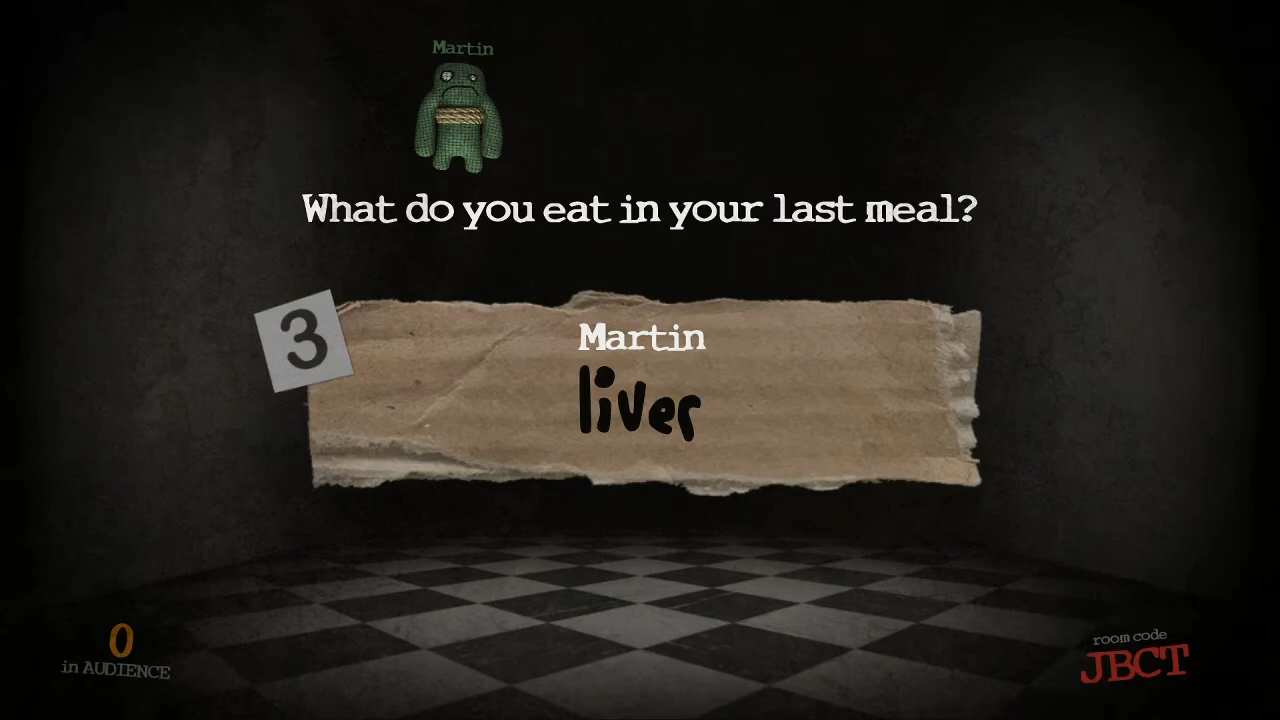 Martin
What do you eat in your last meal?
3
Martin
liver
0
in AUDIENCE
room code
JBCT